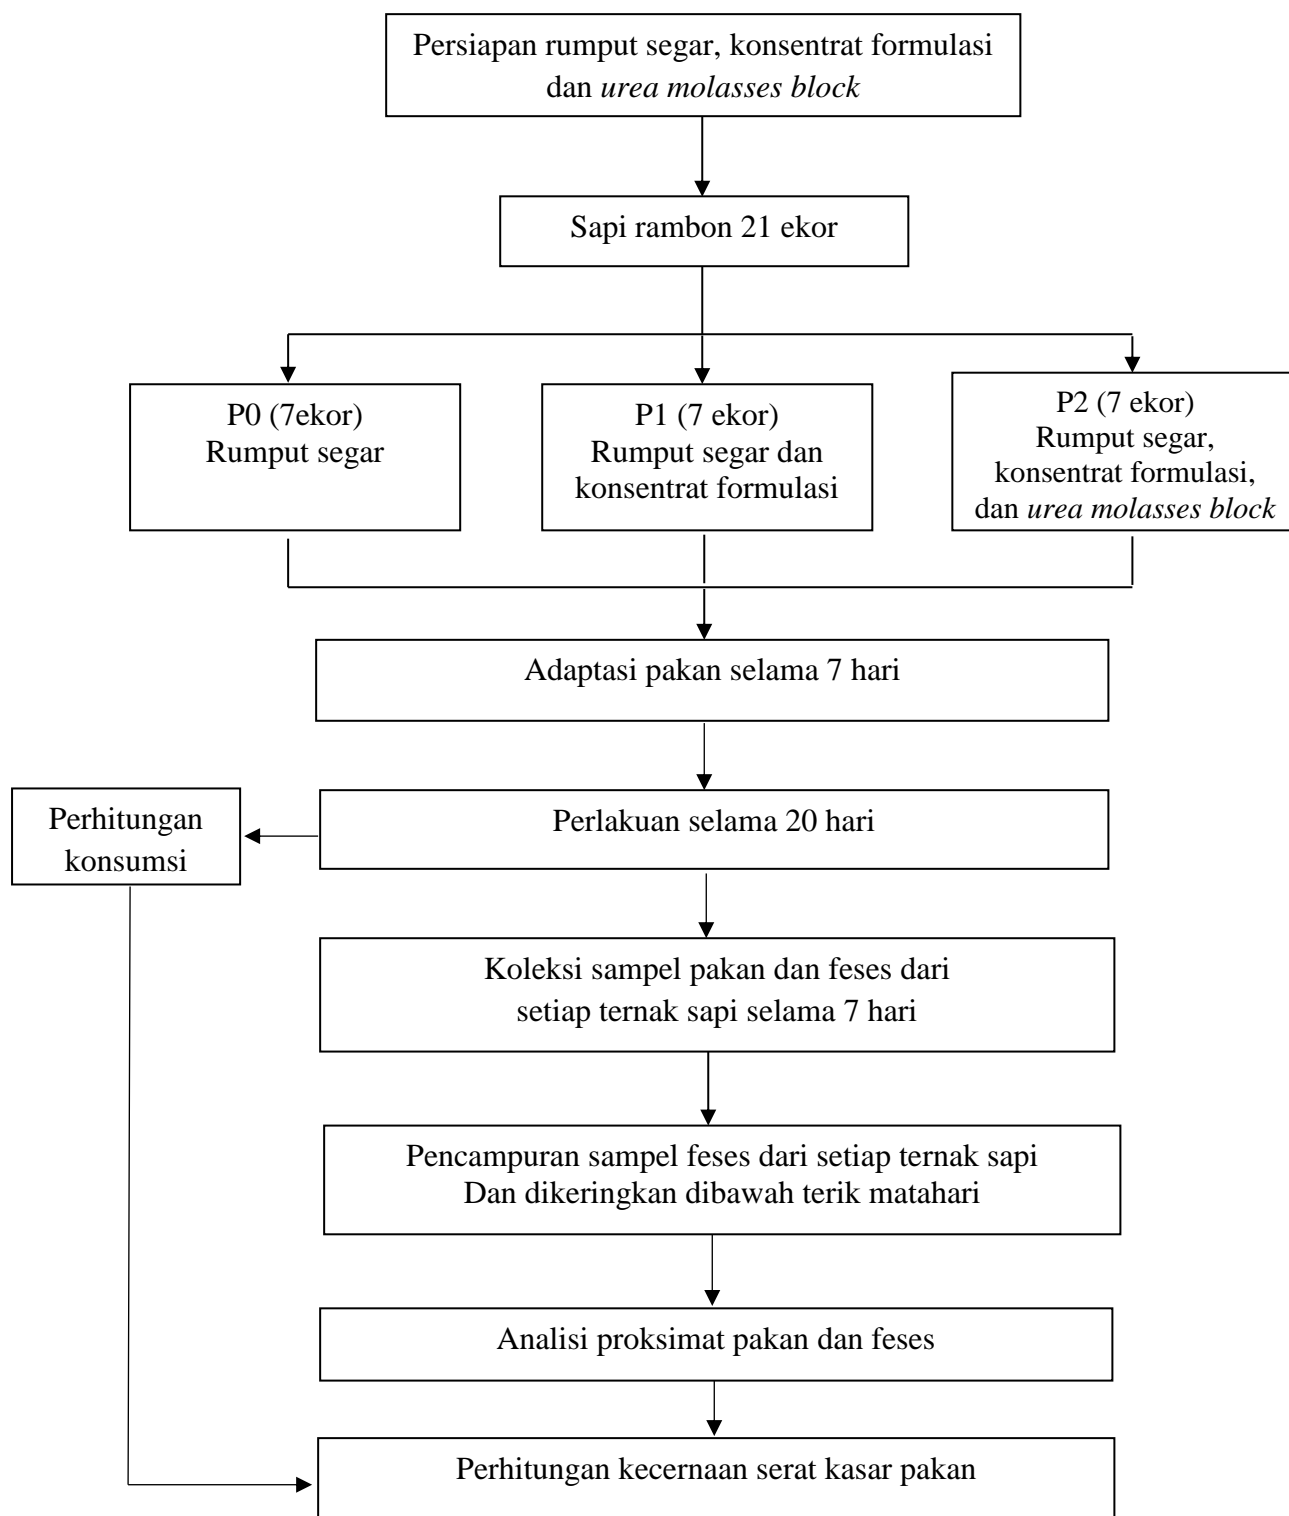 Persiapan rumput segar, konsentrat formulasi
dan urea molasses block
Sapi rambon 21 ekor
P0 (7ekor)
Rumput segar
P1 (7 ekor)
Rumput segar dan
konsentrat formulasi
P2 (7 ekor)
Rumput segar,
konsentrat formulasi,
dan urea molasses block
Adaptasi pakan selama 7 hari
Perhitungan
konsumsi
Perlakuan selama 20 hari
Koleksi sampel pakan dan feses dari
setiap ternak sapi selama 7 hari
Pencampuran sampel feses dari setiap ternak sapi
Dan dikeringkan dibawah terik matahari
Analisi proksimat pakan dan feses
Perhitungan kecernaan serat kasar pakan